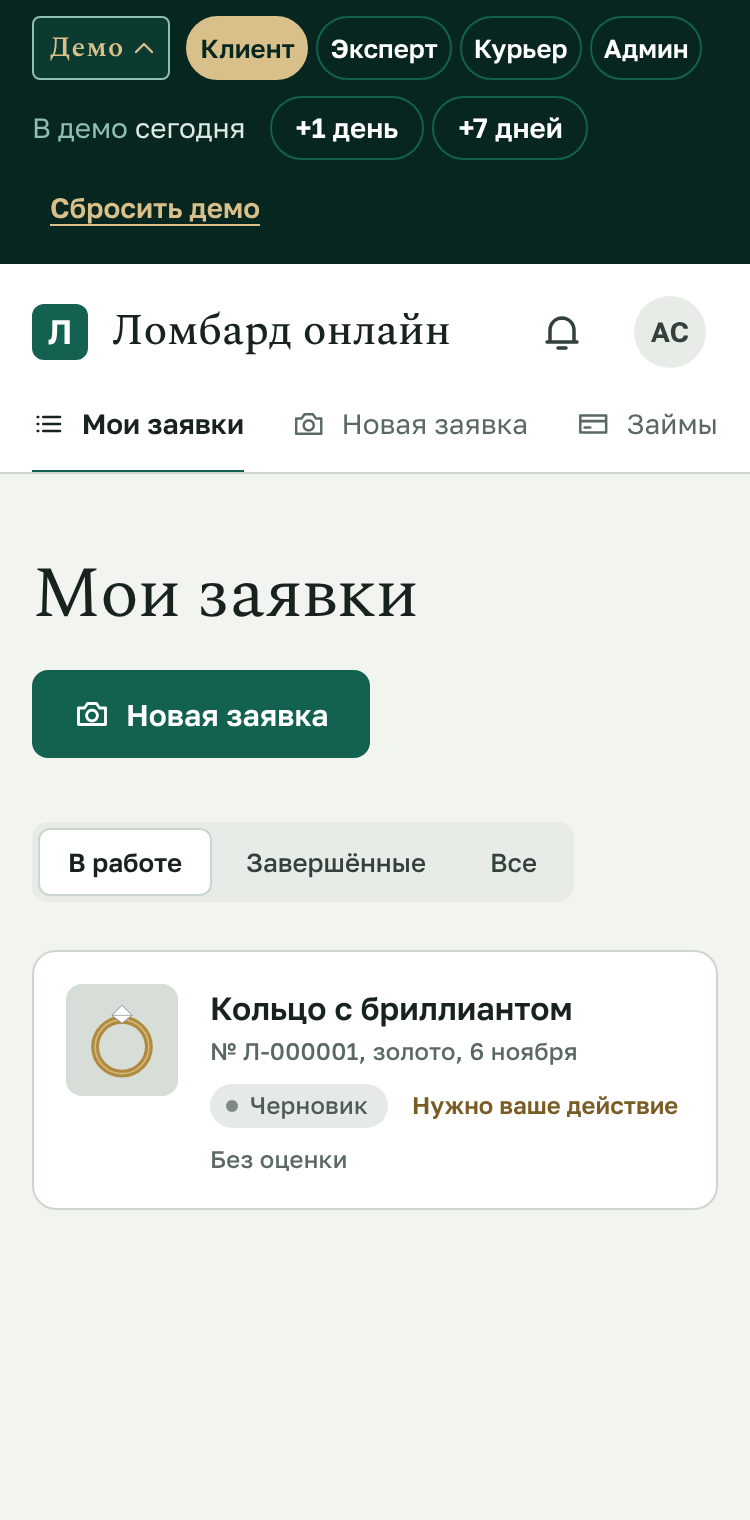 Демо Клиент Эксперт Курьер Админ
В демо сегодня +1 день +7 дней
Сбросить демо
Л Ломбард онлайн АС
Мои заявки Новая заявка Займы
Мои заявки
Новая заявка
В работе Завершённые Все
Кольцо с бриллиантом
№ Л-000001, золото, 6 ноября
Черновик Нужно ваше действие
Без оценки